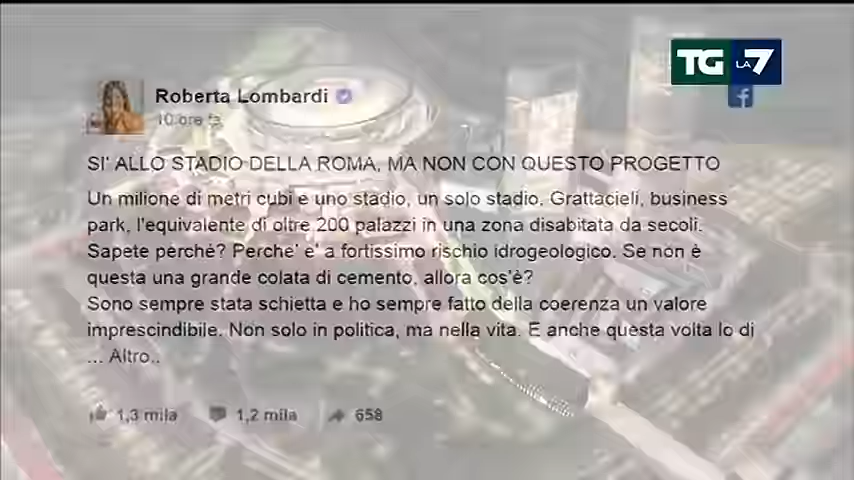 TG LA 7
Roberta Lombardi
10 ore fa
SI' ALLO STADIO DELLA ROMA, MA NON CON QUESTO PROGETTO
Un milione di metri cubi e uno stadio, un solo stadio. Grattacieli, business
park, l'equivalente di oltre 200 palazzi in una zona disabitata da secoli.
Sapete perchè? Perche' e' a fortissimo rischio idrogeologico. Se non è
questa una grande colata di cemento, allora cos'è?
Sono sempre stata schietta e ho sempre fatto della coerenza un valore
imprescindibile. Non solo in politica, ma nella vita. E anche questa volta lo di
... Altro..
1,3 mila 1,2 mila 658